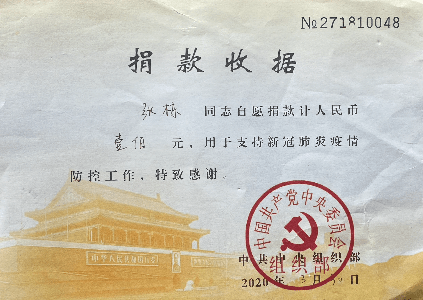 №271810048
捐款收据
张栋 同志自愿捐款计人民币
壹佰 元，用于支持新冠肺炎疫情
防控工作，特致感谢。
中国共产党中央委员会
组织部
中共中央组织部
2020年3月